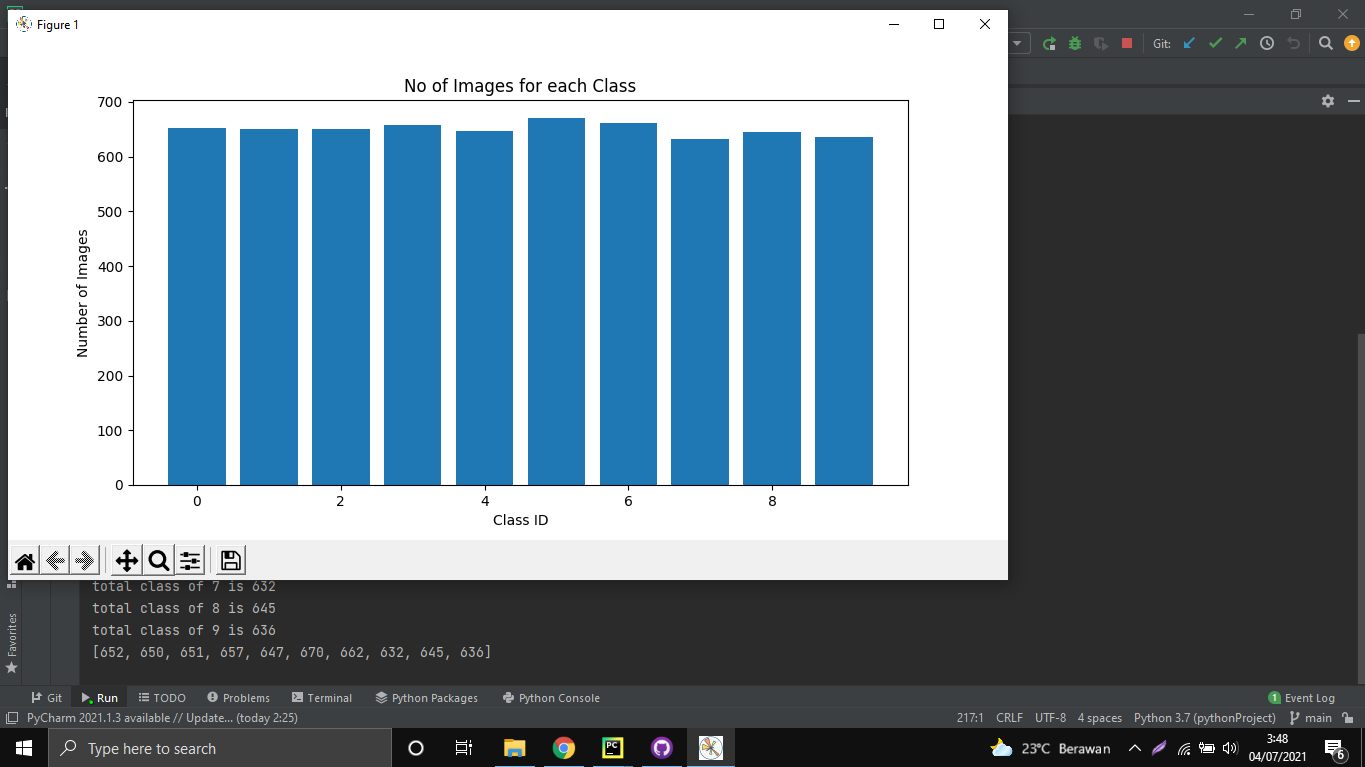 Figure 1
Git:
No of Images for each Class
700
600
500
400
300
200
100
0
Number of Images
0 2 4 6 8
Class ID
total class of 7 is 632
total class of 8 is 645
total class of 9 is 636
[652, 650, 651, 657, 647, 670, 662, 632, 645, 636]
Favorites
Git Run TODO Problems Terminal Python Packages Python Console 1 Event Log
PyCharm 2021.1.3 available // Update... (today 2:25) 217:1 CRLF UTF-8 4 spaces Python 3.7 (pythonProject) main
Type here to search PC 23°C Berawan 3:48
04/07/2021 6